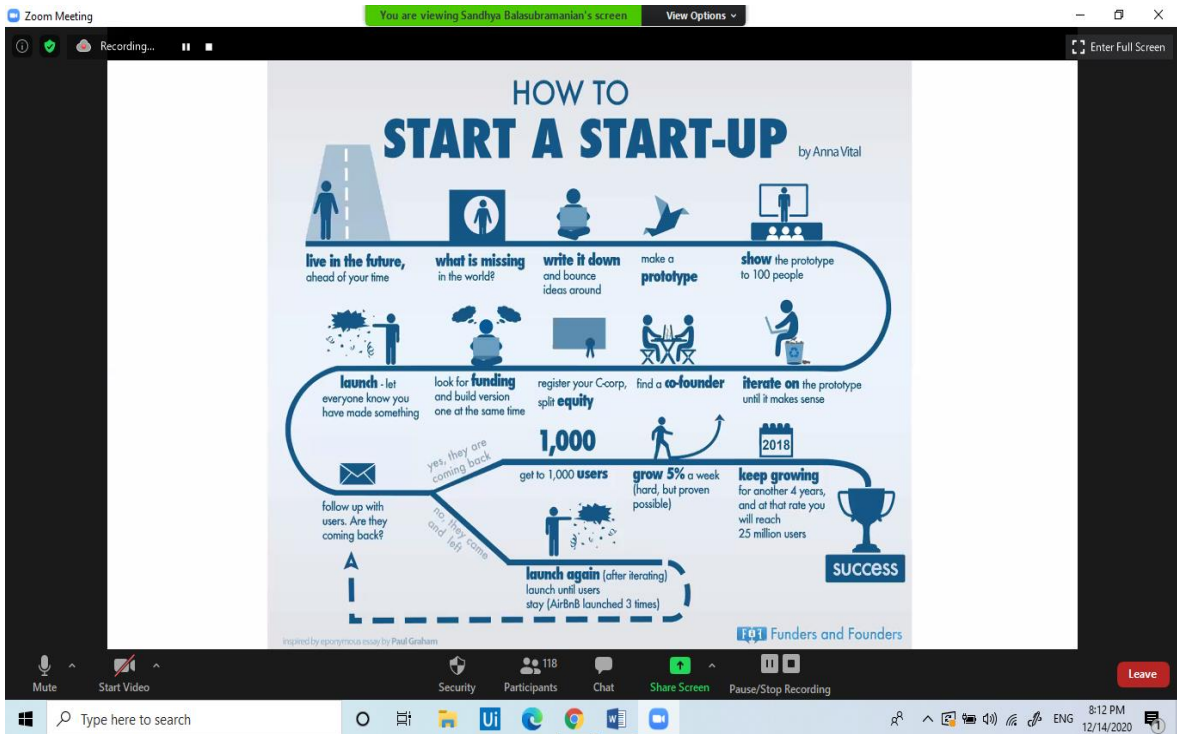 Zoom Meeting
You are viewing Sandhya Balasubramanian's screen
View Options
Recording...
Enter Full Screen
HOW TO
START A START-UP
by Anna Vital
live in the future,
ahead of your time
what is missing
in the world?
write it down
and bounce
ideas around
make a
prototype
show the prototype
to 100 people
launch - let
everyone know you
have made something
look for funding
and build version
one at the same time
register your C-corp,
split equity
find a co-founder
iterate on the prototype
until it makes sense
follow up with
users. Are they
coming back?
yes, they are
coming back
no, they came
and left
1,000
get to 1,000 users
grow 5% a week
(hard, but proven
possible)
2018
keep growing
for another 4 years,
and at that rate you
will reach
25 million users
success
launch again (after iterating)
launch until users
stay (AirBnB launched 3 times)
inspired by eponymous essay by Paul Graham
Funders and Founders
Mute
Start Video
Security
118
Participants
Chat
Share Screen
Pause/Stop Recording
Leave
Type here to search
Ui
W
ENG
8:12 PM
12/14/2020
1